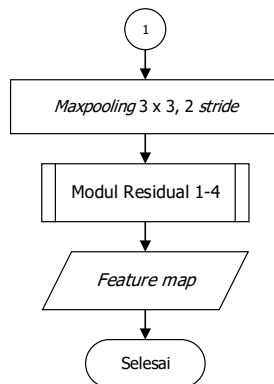 1
Maxpooling 3 x 3, 2 stride
Modul Residual 1-4
Feature map
Selesai